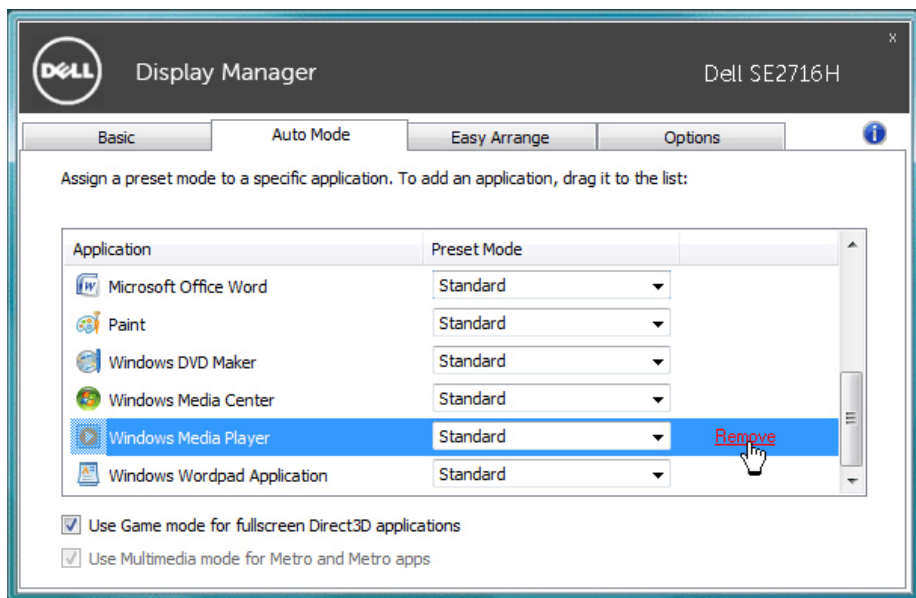 x
DELL
Display Manager
Dell SE2716H
Basic Auto Mode Easy Arrange Options
Assign a preset mode to a specific application. To add an application, drag it to the list:
Application Preset Mode
Microsoft Office Word Standard
Paint Standard
Windows DVD Maker Standard
Windows Media Center Standard
Windows Media Player Standard Remove
Windows Wordpad Application Standard
Use Game mode for fullscreen Direct3D applications
Use Multimedia mode for Metro and Metro apps